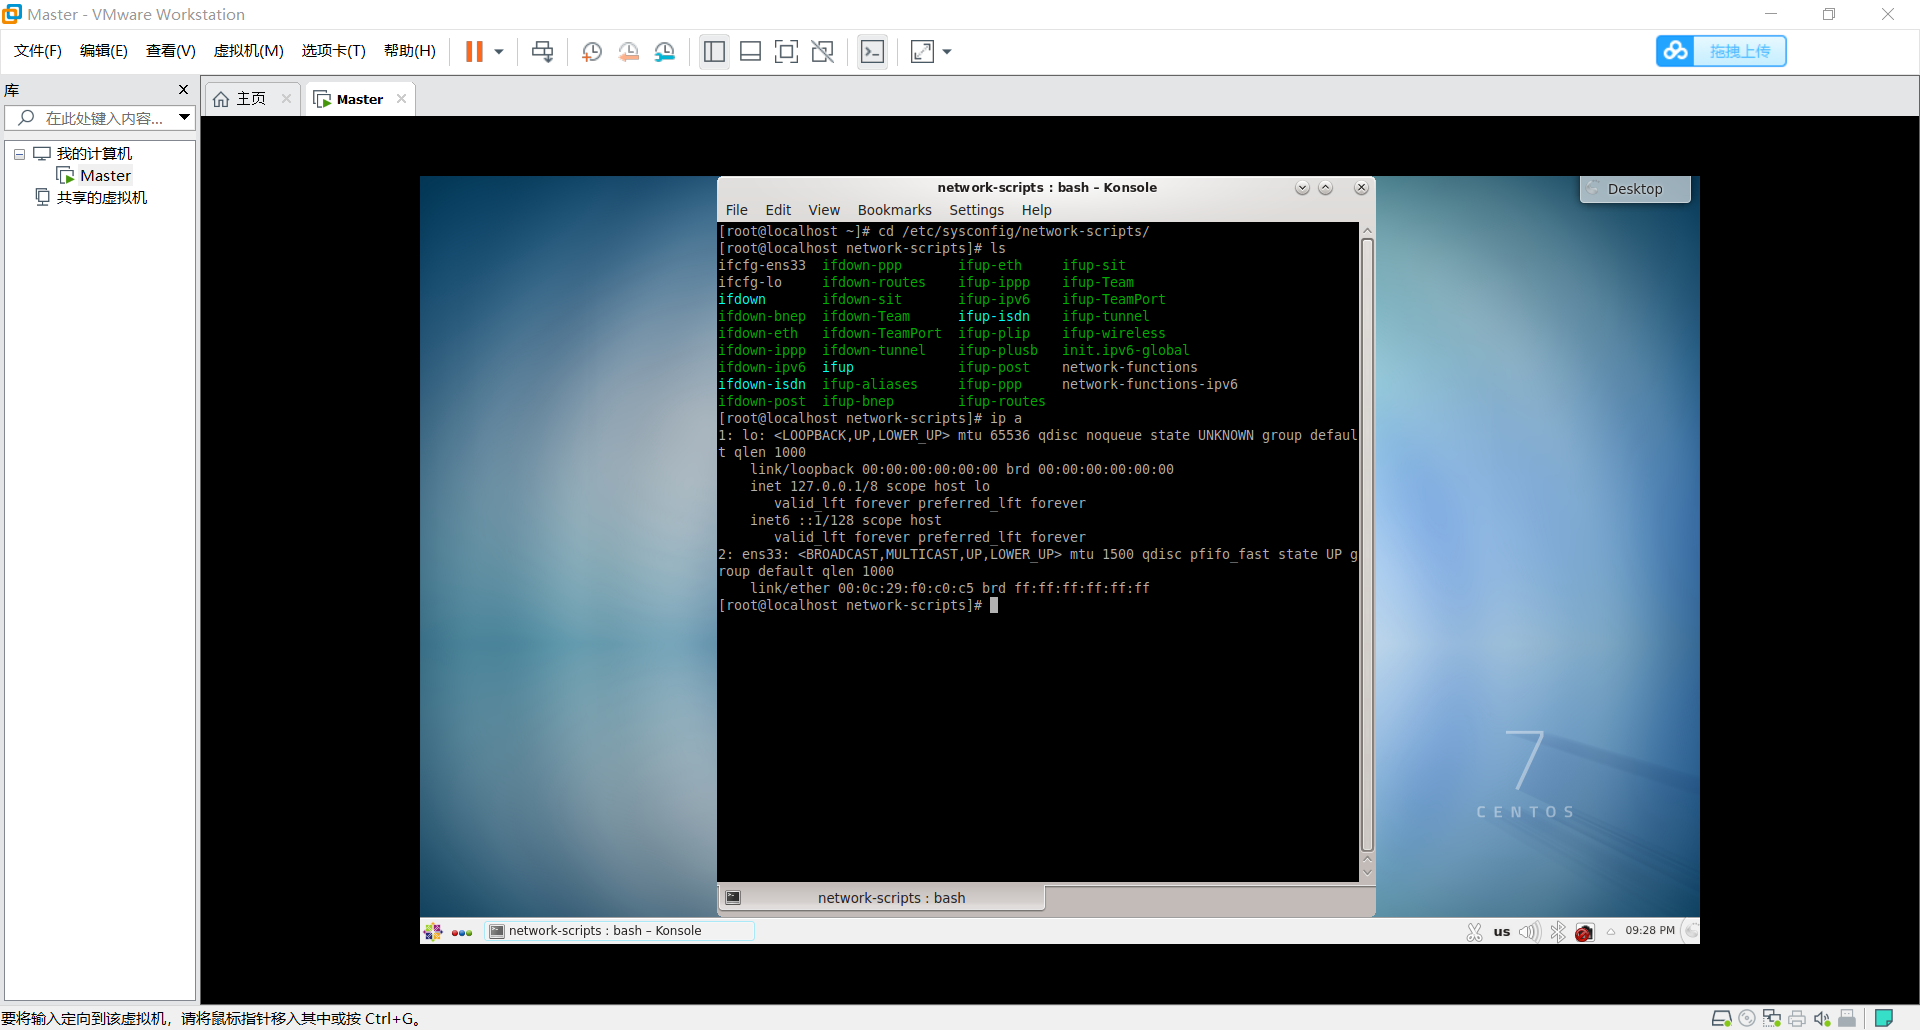 Master - VMware Workstation
文件(F) 编辑(E) 查看(V) 虚拟机(M) 选项卡(T) 帮助(H)
拖拽上传
库
主页
Master
在此处键入内容...
我的计算机
Master
共享的虚拟机
network-scripts : bash – Konsole
Desktop
File Edit View Bookmarks Settings Help
[root@localhost ~]# cd /etc/sysconfig/network-scripts/
[root@localhost network-scripts]# ls
ifcfg-ens33 ifdown-ppp ifup-eth ifup-sit
ifcfg-lo ifdown-routes ifup-ippp ifup-Team
ifdown ifdown-sit ifup-ipv6 ifup-TeamPort
ifdown-bnep ifdown-Team ifup-isdn ifup-tunnel
ifdown-eth ifdown-TeamPort ifup-plip ifup-wireless
ifdown-ippp ifdown-tunnel ifup-plusb init.ipv6-global
ifdown-ipv6 ifup ifup-post network-functions
ifdown-isdn ifup-aliases ifup-ppp network-functions-ipv6
ifdown-post ifup-bnep ifup-routes
[root@localhost network-scripts]# ip a
1: lo: <LOOPBACK,UP,LOWER_UP> mtu 65536 qdisc noqueue state UNKNOWN group defaul
t qlen 1000
link/loopback 00:00:00:00:00:00 brd 00:00:00:00:00:00
inet 127.0.0.1/8 scope host lo
valid_lft forever preferred_lft forever
inet6 ::1/128 scope host
valid_lft forever preferred_lft forever
2: ens33: <BROADCAST,MULTICAST,UP,LOWER_UP> mtu 1500 qdisc pfifo_fast state UP g
roup default qlen 1000
link/ether 00:0c:29:f0:c0:c5 brd ff:ff:ff:ff:ff:ff
[root@localhost network-scripts]#
7
CENTOS
network-scripts : bash
network-scripts : bash – Konsole
us
09:28 PM
要将输入定向到该虚拟机，请将鼠标指针移入其中或按 Ctrl+G。